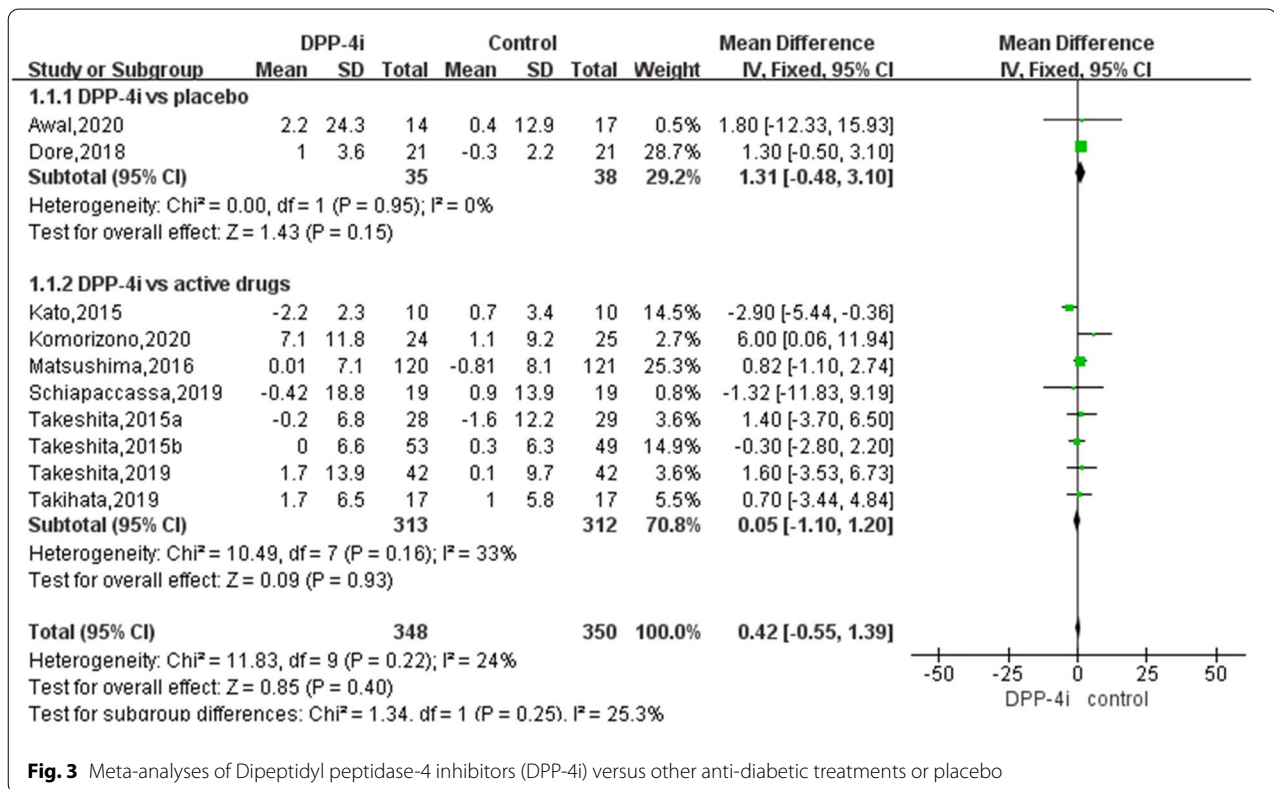 DPP-4i Control Mean Difference Mean Difference
Study or Subgroup Mean SD Total Mean SD Total Weight IV, Fixed, 95% CI IV, Fixed, 95% CI
1.1.1 DPP-4i vs placebo
Awal,2020 2.2 24.3 14 0.4 12.9 17 0.5% 1.80 [-12.33, 15.93]
Dore,2018 1 3.6 21 -0.3 2.2 21 28.7% 1.30 [-0.50, 3.10]
Subtotal (95% CI) 35 38 29.2% 1.31 [-0.48, 3.10]
Heterogeneity: Chi² = 0.00, df = 1 (P = 0.95); I² = 0%
Test for overall effect: Z = 1.43 (P = 0.15)
1.1.2 DPP-4i vs active drugs
Kato,2015 -2.2 2.3 10 0.7 3.4 10 14.5% -2.90 [-5.44, -0.36]
Komorizono,2020 7.1 11.8 24 1.1 9.2 25 2.7% 6.00 [0.06, 11.94]
Matsushima,2016 0.01 7.1 120 -0.81 8.1 121 25.3% 0.82 [-1.10, 2.74]
Schiapaccassa,2019 -0.42 18.8 19 0.9 13.9 19 0.8% -1.32 [-11.83, 9.19]
Takeshita,2015a -0.2 6.8 28 -1.6 12.2 29 3.6% 1.40 [-3.70, 6.50]
Takeshita,2015b 0 6.6 53 0.3 6.3 49 14.9% -0.30 [-2.80, 2.20]
Takeshita,2019 1.7 13.9 42 0.1 9.7 42 3.6% 1.60 [-3.53, 6.73]
Takihata,2019 1.7 6.5 17 1 5.8 17 5.5% 0.70 [-3.44, 4.84]
Subtotal (95% CI) 313 312 70.8% 0.05 [-1.10, 1.20]
Heterogeneity: Chi² = 10.49, df = 7 (P = 0.16); I² = 33%
Test for overall effect: Z = 0.09 (P = 0.93)
Total (95% CI) 348 350 100.0% 0.42 [-0.55, 1.39]
Heterogeneity: Chi² = 11.83, df = 9 (P = 0.22); I² = 24%
Test for overall effect: Z = 0.85 (P = 0.40)
Test for subgroup differences: Chi² = 1.34. df = 1 (P = 0.25). I² = 25.3%
-50 -25 0 25 50
DPP-4i control
Fig. 3 Meta-analyses of Dipeptidyl peptidase-4 inhibitors (DPP-4i) versus other anti-diabetic treatments or placebo